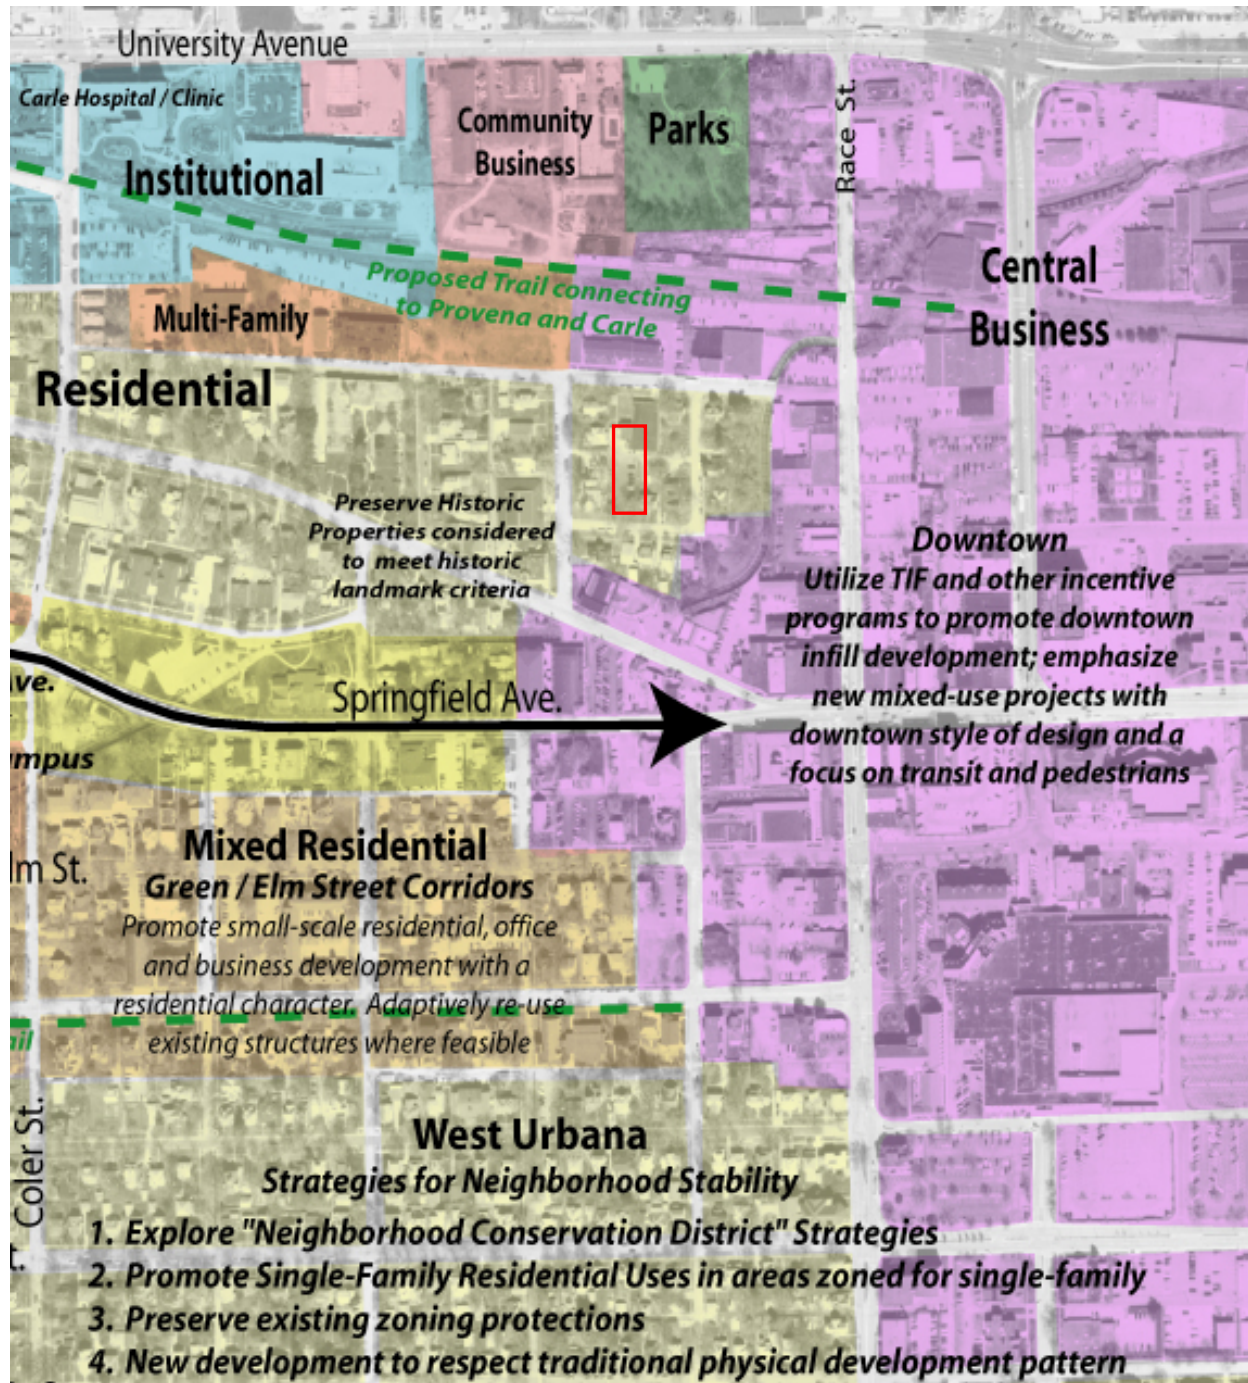 University Avenue
Carle Hospital / Clinic
Institutional
Community
Business
Parks
Race St.
Proposed Trail connecting
to Provena and Carle
Central
Business
Multi-Family
Residential
Preserve Historic
Properties considered
to meet historic
landmark criteria
Downtown
Utilize TIF and other incentive
programs to promote downtown
infill development; emphasize
new mixed-use projects with
downtown style of design and a
focus on transit and pedestrians
ve.
Springfield Ave.
mpus
Mixed Residential
lm St.
Green / Elm Street Corridors
Promote small-scale residential, office
and business development with a
residential character. Adaptively re-use
existing structures where feasible
ail
Coler St.
West Urbana
Strategies for Neighborhood Stability
1. Explore "Neighborhood Conservation District" Strategies
t.
2. Promote Single-Family Residential Uses in areas zoned for single-family
3. Preserve existing zoning protections
4. New development to respect traditional physical development pattern